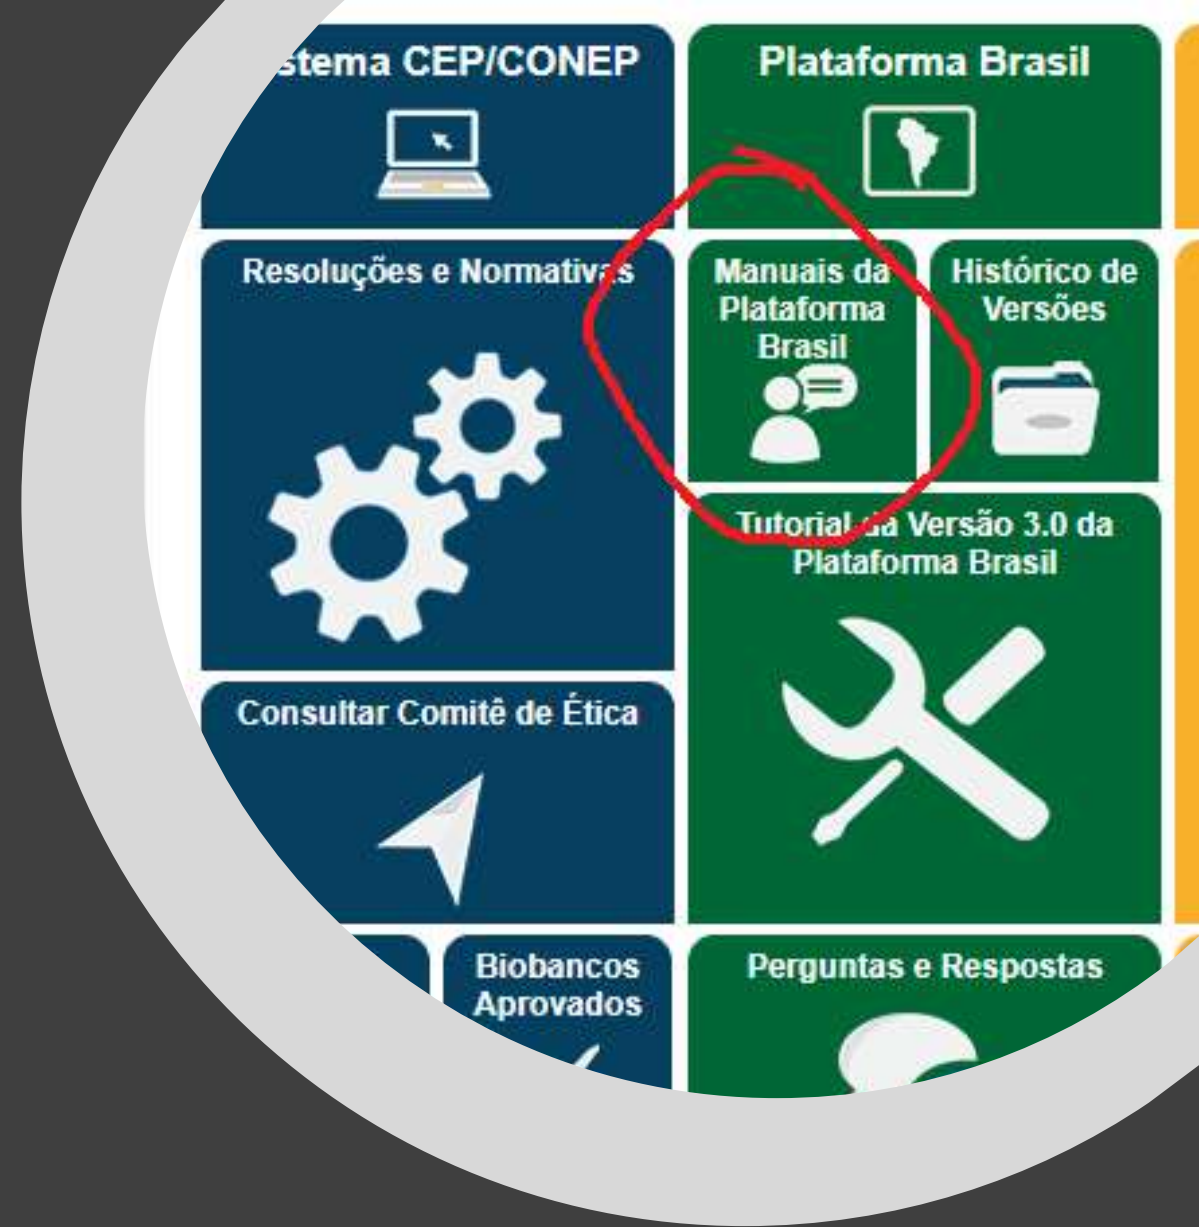 stema CEP/CONEP
Plataforma Brasil
Resoluções e Normativas
Manuais da
Plataforma
Brasil
Histórico de
Versões
Tutorial da Versão 3.0 da
Plataforma Brasil
Consultar Comitê de Ética
Biobancos
Aprovados
Perguntas e Respostas